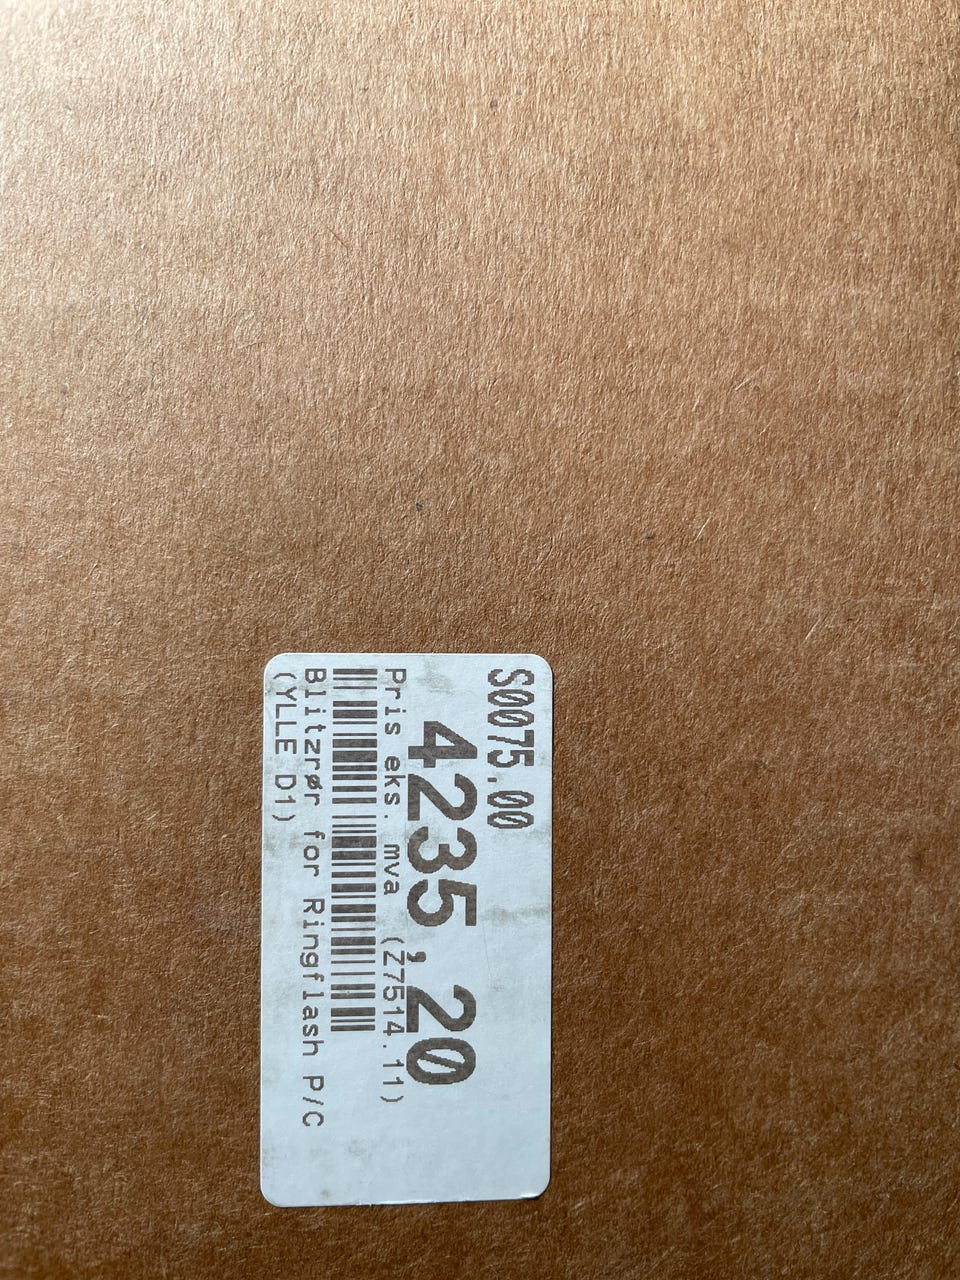 S0075.00
4235,20
Pris eks. mva (Z7514.11)
Blitzrør for Ringflash P/C
(YLLE D1)